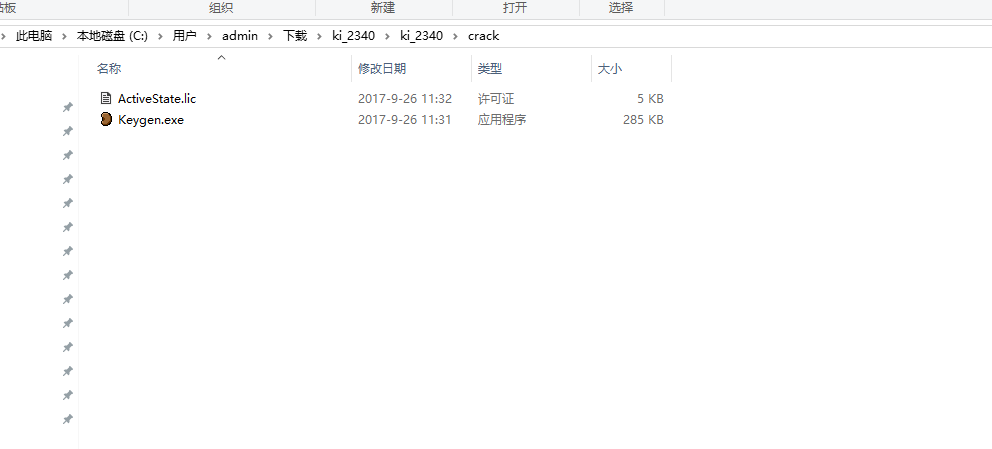 贴板 组织 新建 打开 选择
此电脑 本地磁盘 (C:) 用户 admin 下载 ki_2340 ki_2340 crack
名称 修改日期 类型 大小
ActiveState.lic 2017-9-26 11:32 许可证 5 KB
Keygen.exe 2017-9-26 11:31 应用程序 285 KB